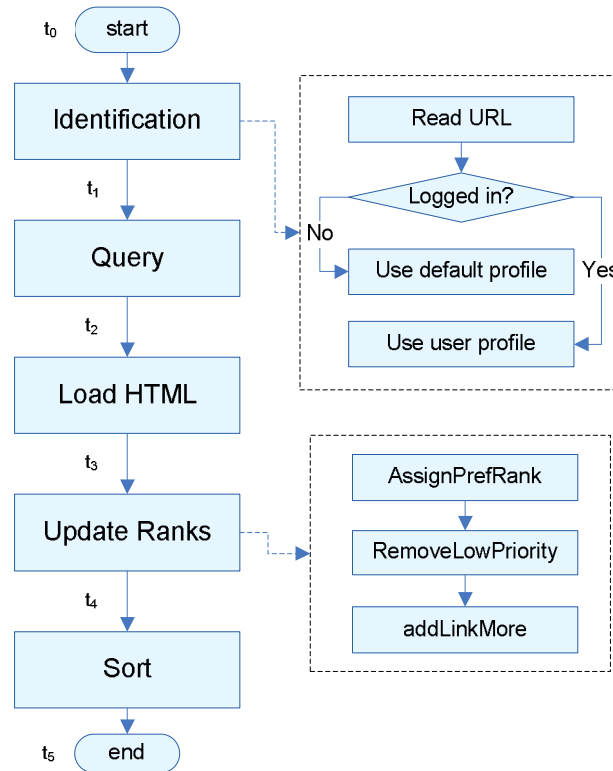 t0
start
Identification
t1
Query
t2
Load HTML
t3
Update Ranks
t4
Sort
t5
end
Read URL
Logged in?
No
Yes
Use default profile
Use user profile
AssignPrefRank
RemoveLowPriority
addLinkMore